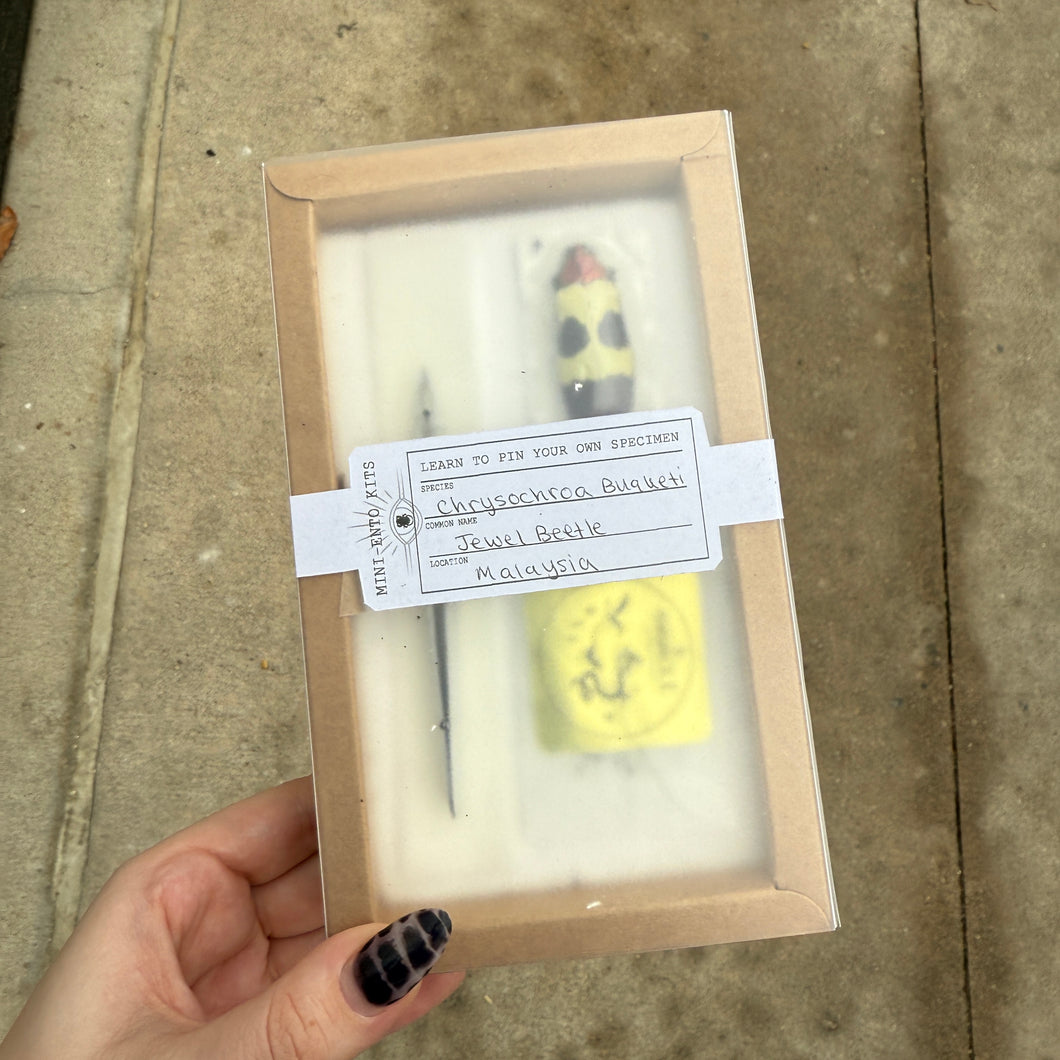 MINI-ENTO KITS
LEARN TO PIN YOUR OWN SPECIMEN
SPECIES
Chrysochroa Buqueti
COMMON NAME
Jewel Beetle
LOCATION
Malaysia